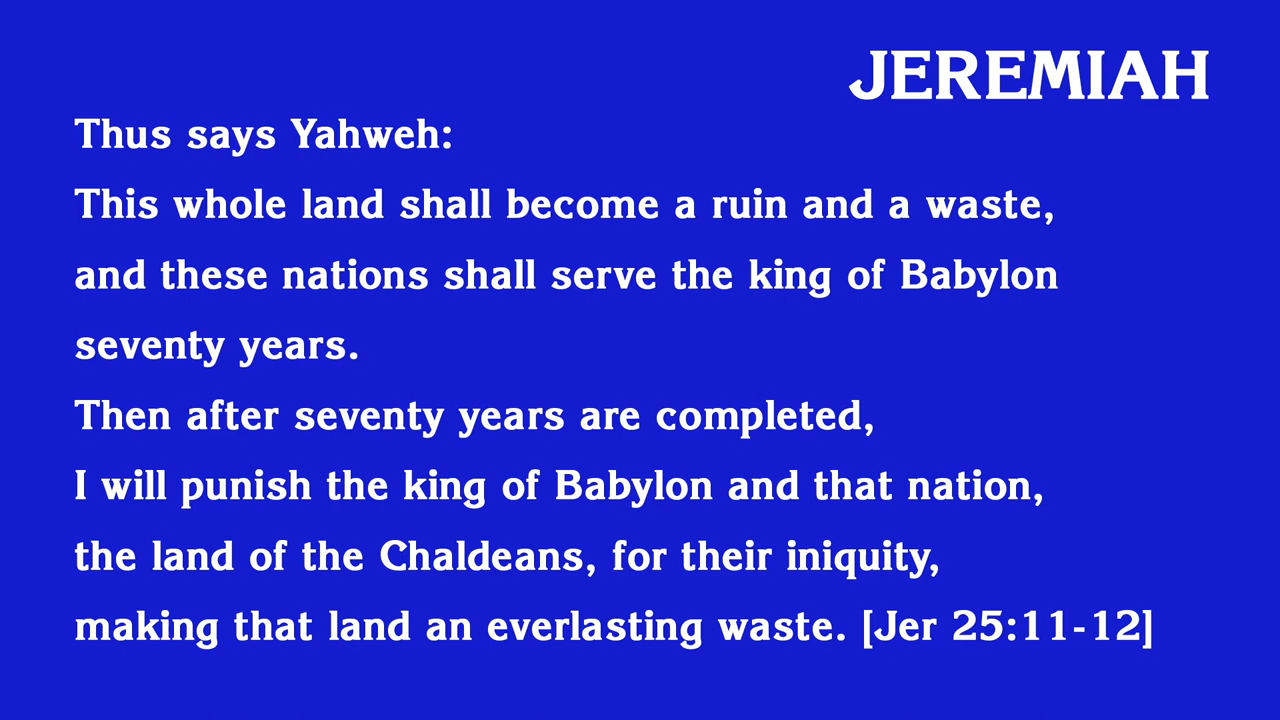 JEREMIAH
Thus says Yahweh:
This whole land shall become a ruin and a waste,
and these nations shall serve the king of Babylon
seventy years.
Then after seventy years are completed,
I will punish the king of Babylon and that nation,
the land of the Chaldeans, for their iniquity,
making that land an everlasting waste. [Jer 25:11-12]